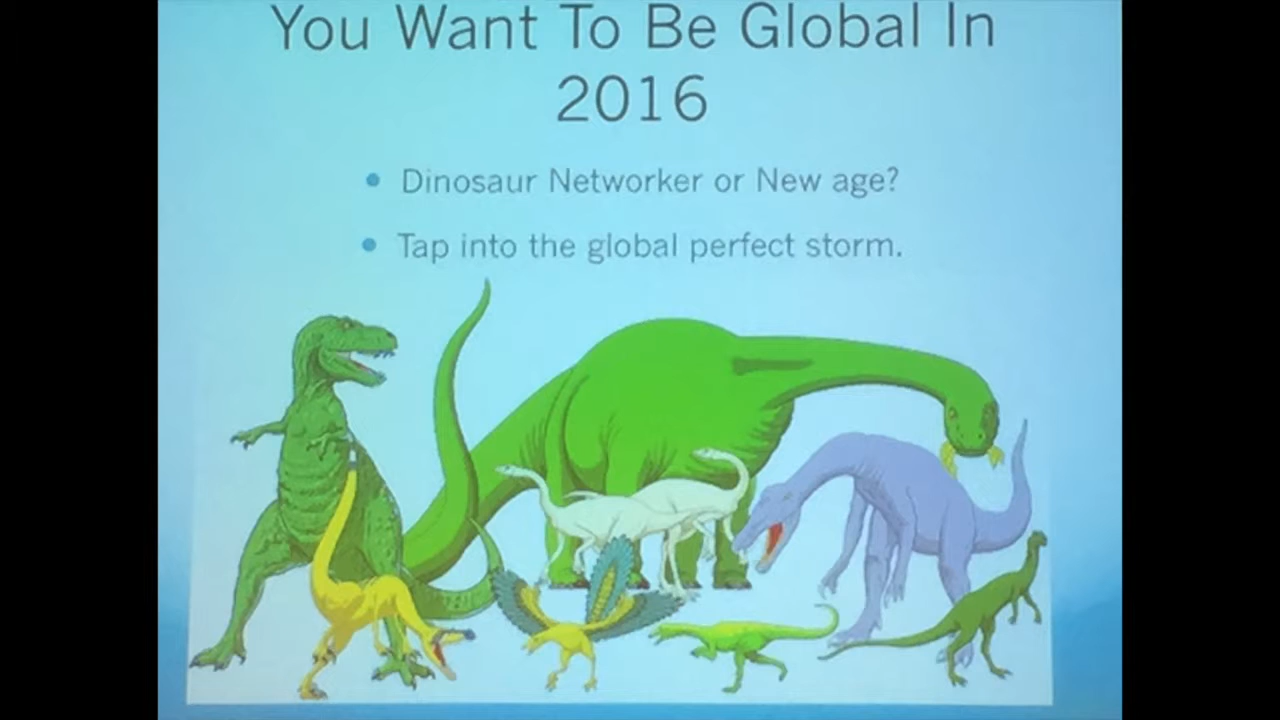 You Want To Be Global In
2016
• Dinosaur Networker or New age?
• Tap into the global perfect storm.